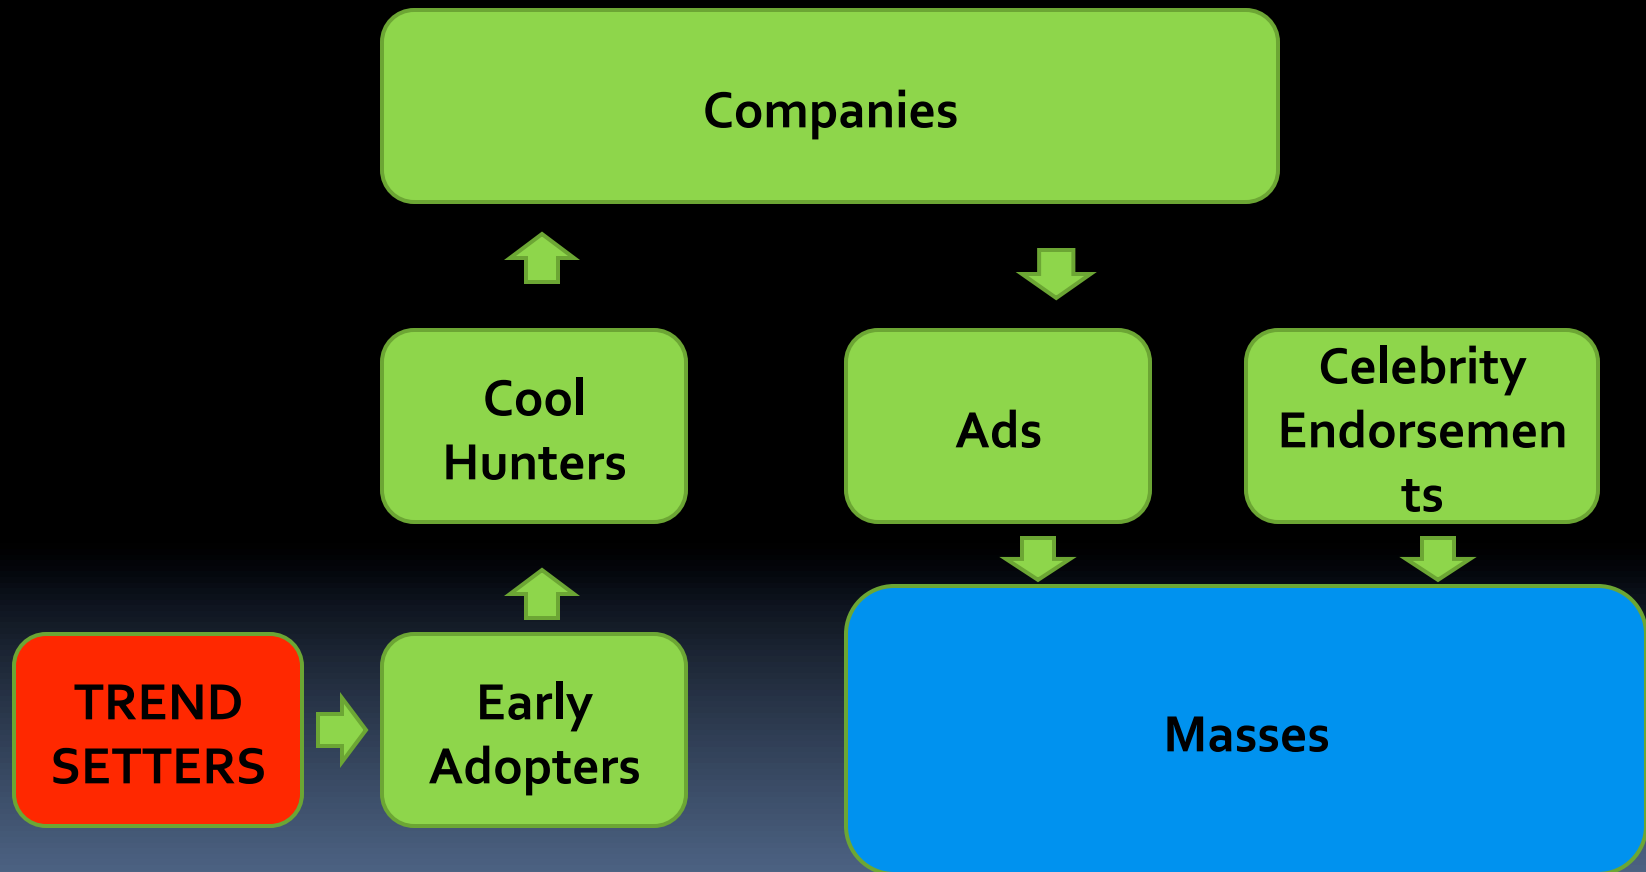 Companies
Cool
Hunters
Ads
Celebrity
Endorsemen
ts
TREND
SETTERS
Early
Adopters
Masses